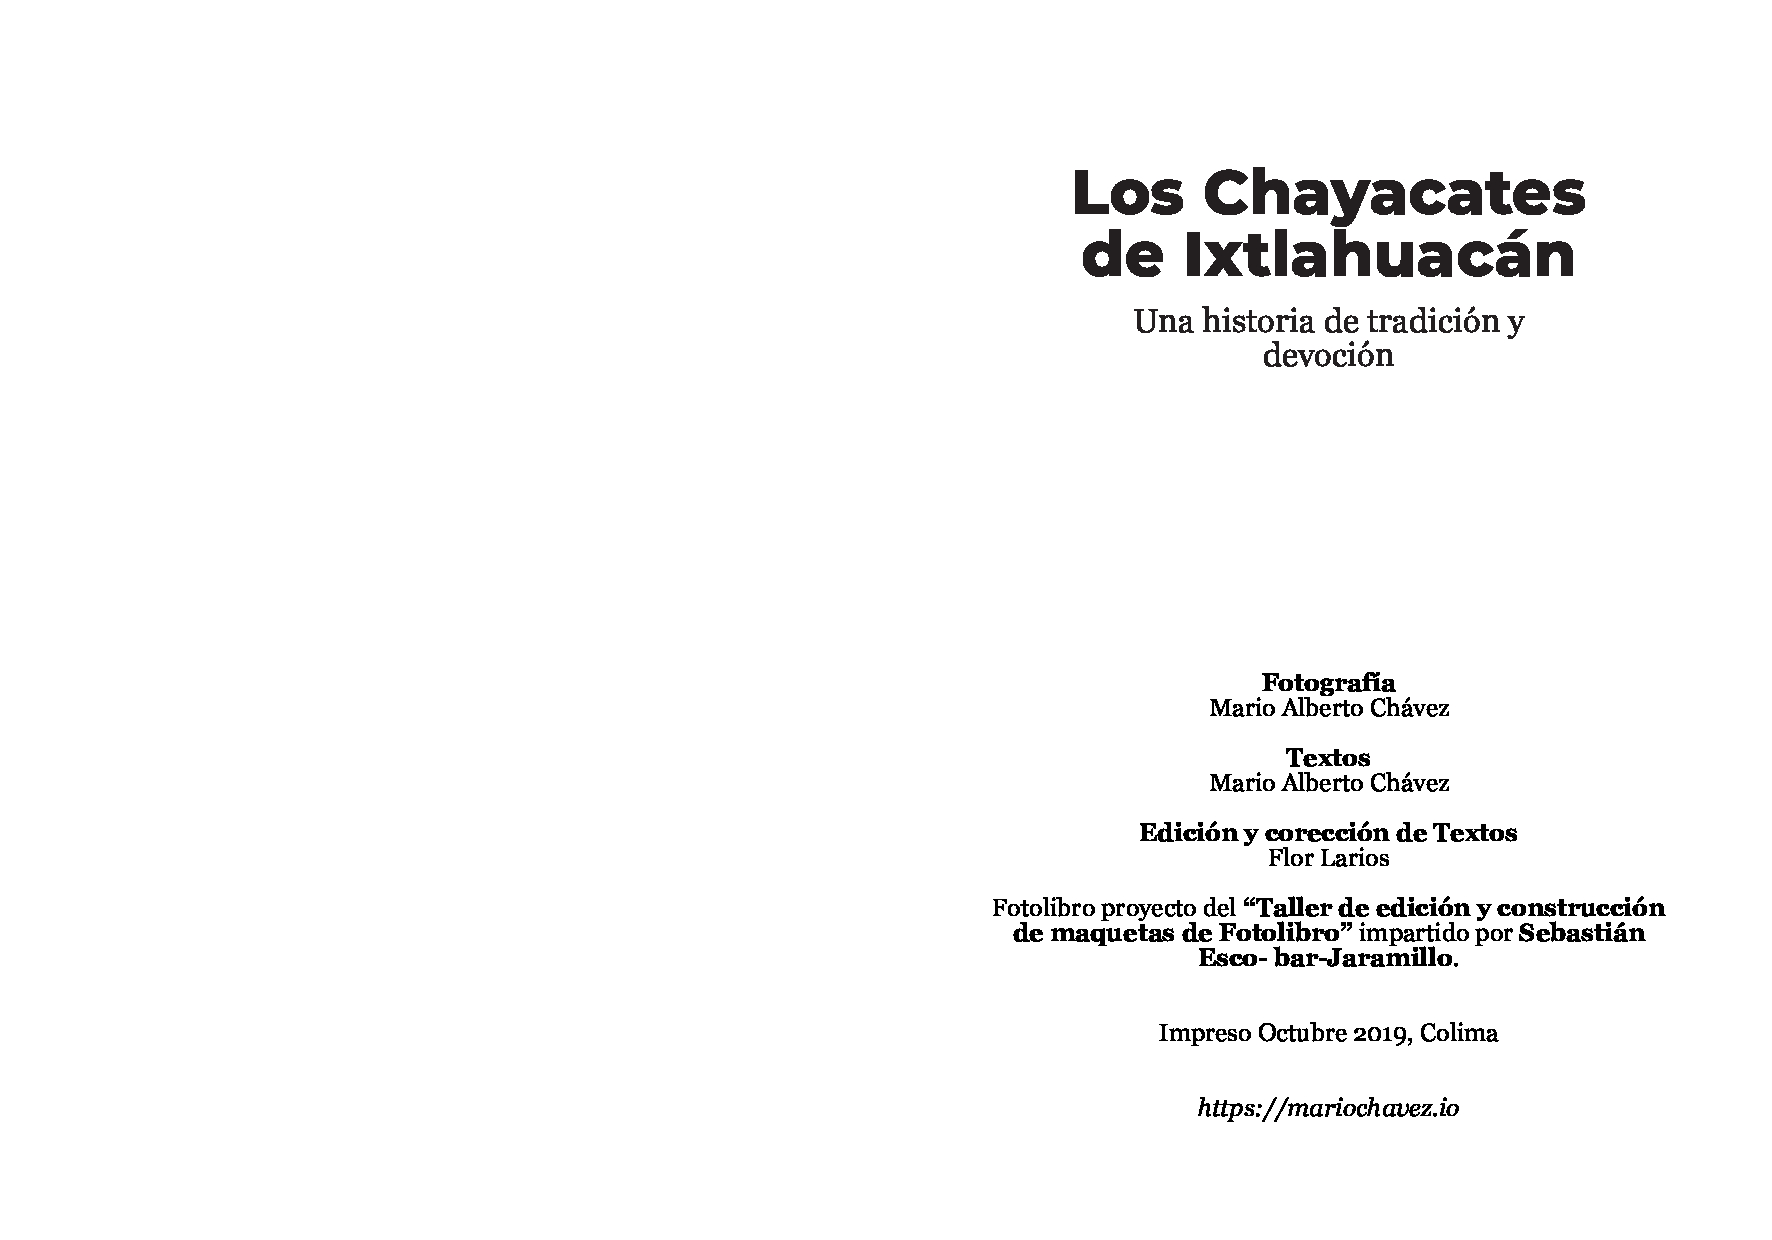 Los Chayacates
de Ixtlahuacán
Una historia de tradición y
devoción
Fotografía
Mario Alberto Chávez
Textos
Mario Alberto Chávez
Edición y corección de Textos
Flor Larios
Fotolibro proyecto del “Taller de edición y construcción
de maquetas de Fotolibro” impartido por Sebastián
Esco- bar-Jaramillo.
Impreso Octubre 2019, Colima
https://mariochavez.io